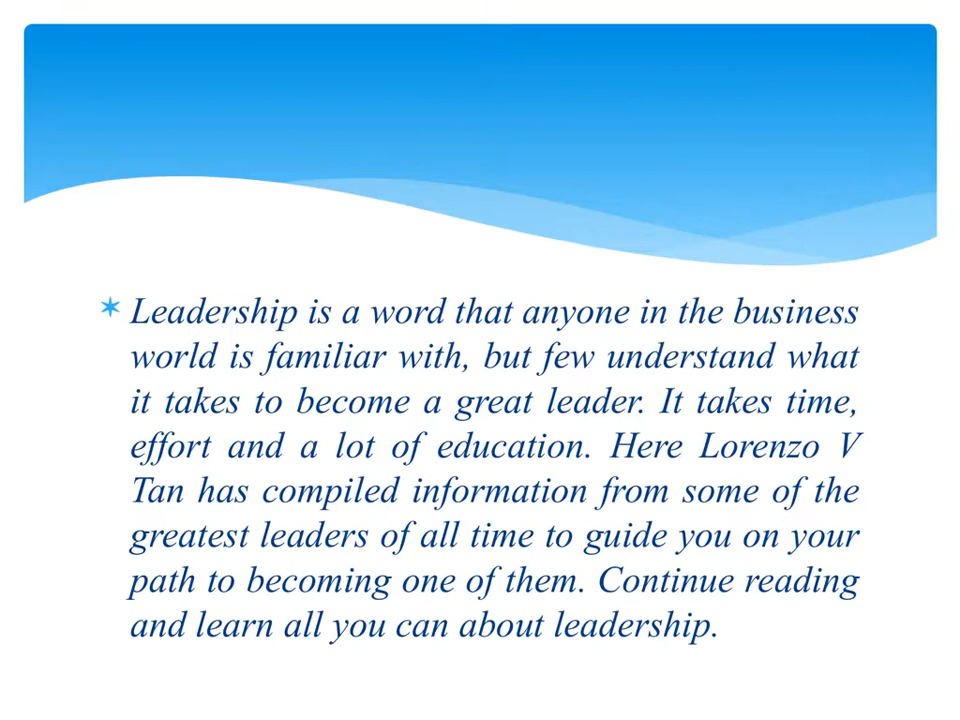 Leadership is a word that anyone in the business
world is familiar with, but few understand what
it takes to become a great leader. It takes time,
effort and a lot of education. Here Lorenzo V
Tan has compiled information from some of the
greatest leaders of all time to guide you on your
path to becoming one of them. Continue reading
and learn all you can about leadership.